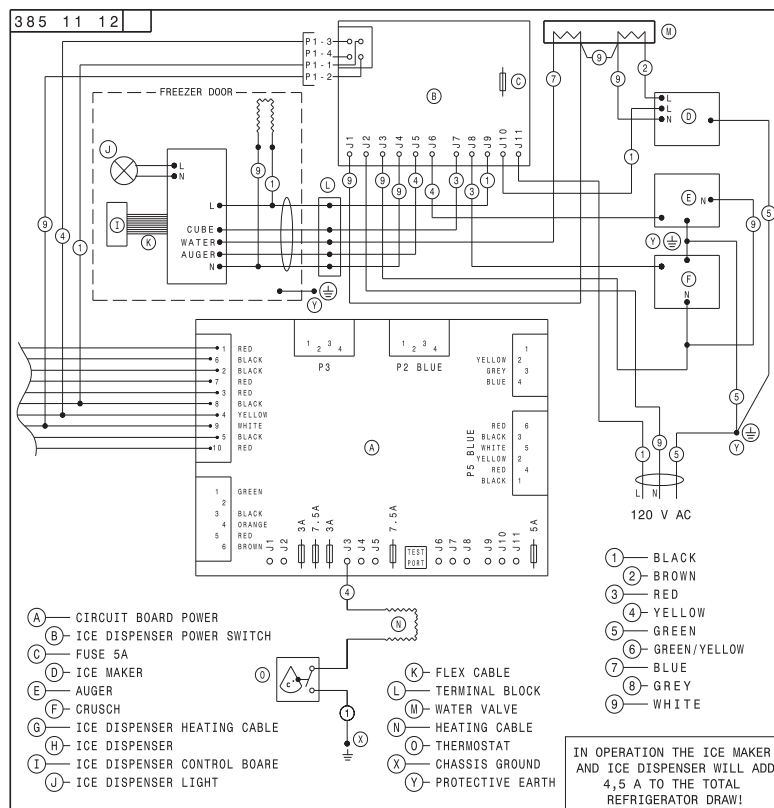 385 11 12
P1-3
P1-4
P1-1
P1-2
M
9
7
9
2
C
B
FREEZER DOOR
L
L
N
D
J
L
N
9
1
L
J1
J2
J3
J4
J5
J6
J7
J8
J9
J10
J11
9
9
9
4
4
3
3
1
1
E
N
5
I
K
L
CUBE
WATER
AUGER
N
9
4
1
Y
9
F
N
Y
1
6
2
7
3
8
4
9
5
10
RED
BLACK
BLACK
RED
RED
BLACK
YELLOW
WHITE
BLACK
RED
1
2
3
4
P3
1
2
3
4
P2 BLUE
YELLOW
GREY
BLUE
1
2
3
4
A
P5 BLUE
RED 6
BLACK 3
WHITE 5
YELLOW 2
RED 4
BLACK 1
5
Y
1
9
5
L N
120 V AC
1 GREEN
2
3 BLACK
4 ORANGE
5 RED
6 BROWN
J1
J2
3A
7.5A
3A
J3
J4
J5
7.5A
TEST
PORT
J6
J7
J8
J9
J10
J11
5A
4
N
O
C°
1
X
1 BLACK
2 BROWN
3 RED
4 YELLOW
5 GREEN
6 GREEN/YELLOW
7 BLUE
8 GREY
9 WHITE
A CIRCUIT BOARD POWER
B ICE DISPENSER POWER SWITCH
C FUSE 5A
D ICE MAKER
E AUGER
F CRUSCH
G ICE DISPENSER HEATING CABLE
H ICE DISPENSER
I ICE DISPENSER CONTROL BOARE
J ICE DISPENSER LIGHT
K FLEX CABLE
L TERMINAL BLOCK
M WATER VALVE
N HEATING CABLE
O THERMOSTAT
X CHASSIS GROUND
Y PROTECTIVE EARTH
IN OPERATION THE ICE MAKER
AND ICE DISPENSER WILL ADD
4,5 A TO THE TOTAL
REFRIGERATOR DRAW!